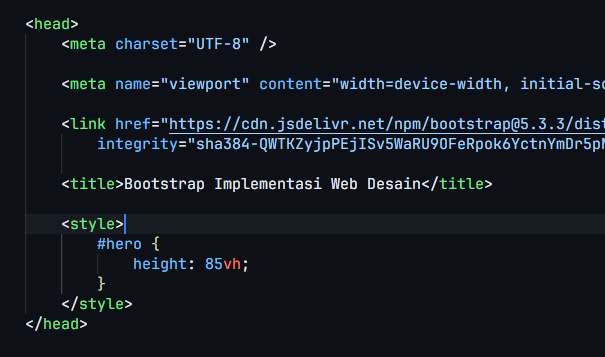 <head>
<meta charset="UTF-8" />
<meta name="viewport" content="width=device-width, initial-sc
<link href="https://cdn.jsdelivr.net/npm/bootstrap@5.3.3/dist
integrity="sha384-QWTKZyjpPEjISv5WaRU9OFeRpok6YctnYmDr5pN
<title>Bootstrap Implementasi Web Desain</title>
<style>
#hero {
height: 85vh;
}
</style>
</head>